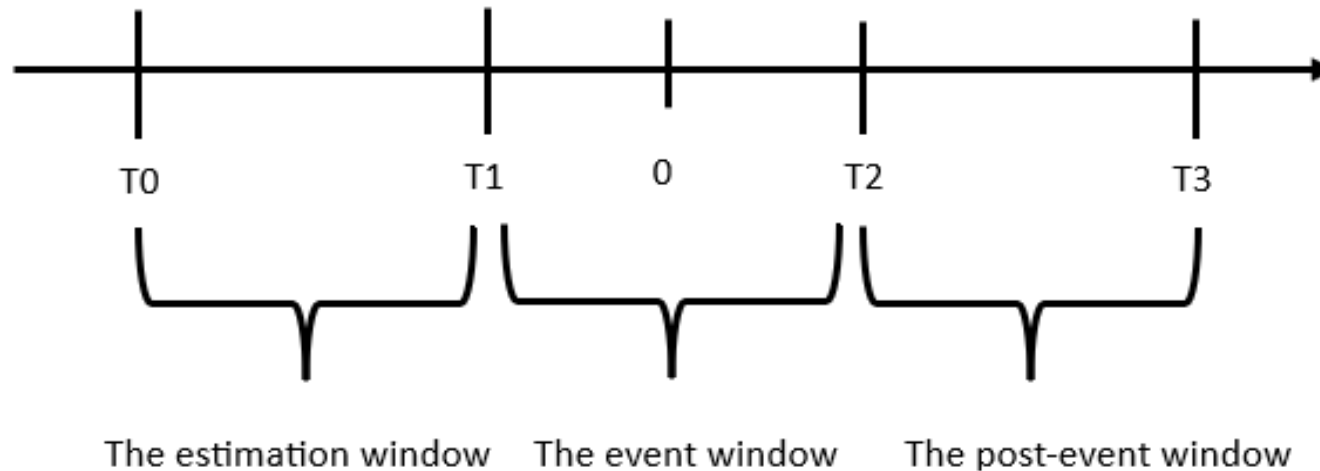 T0 T1 0 T2 T3
The estimation window The event window The post-event window